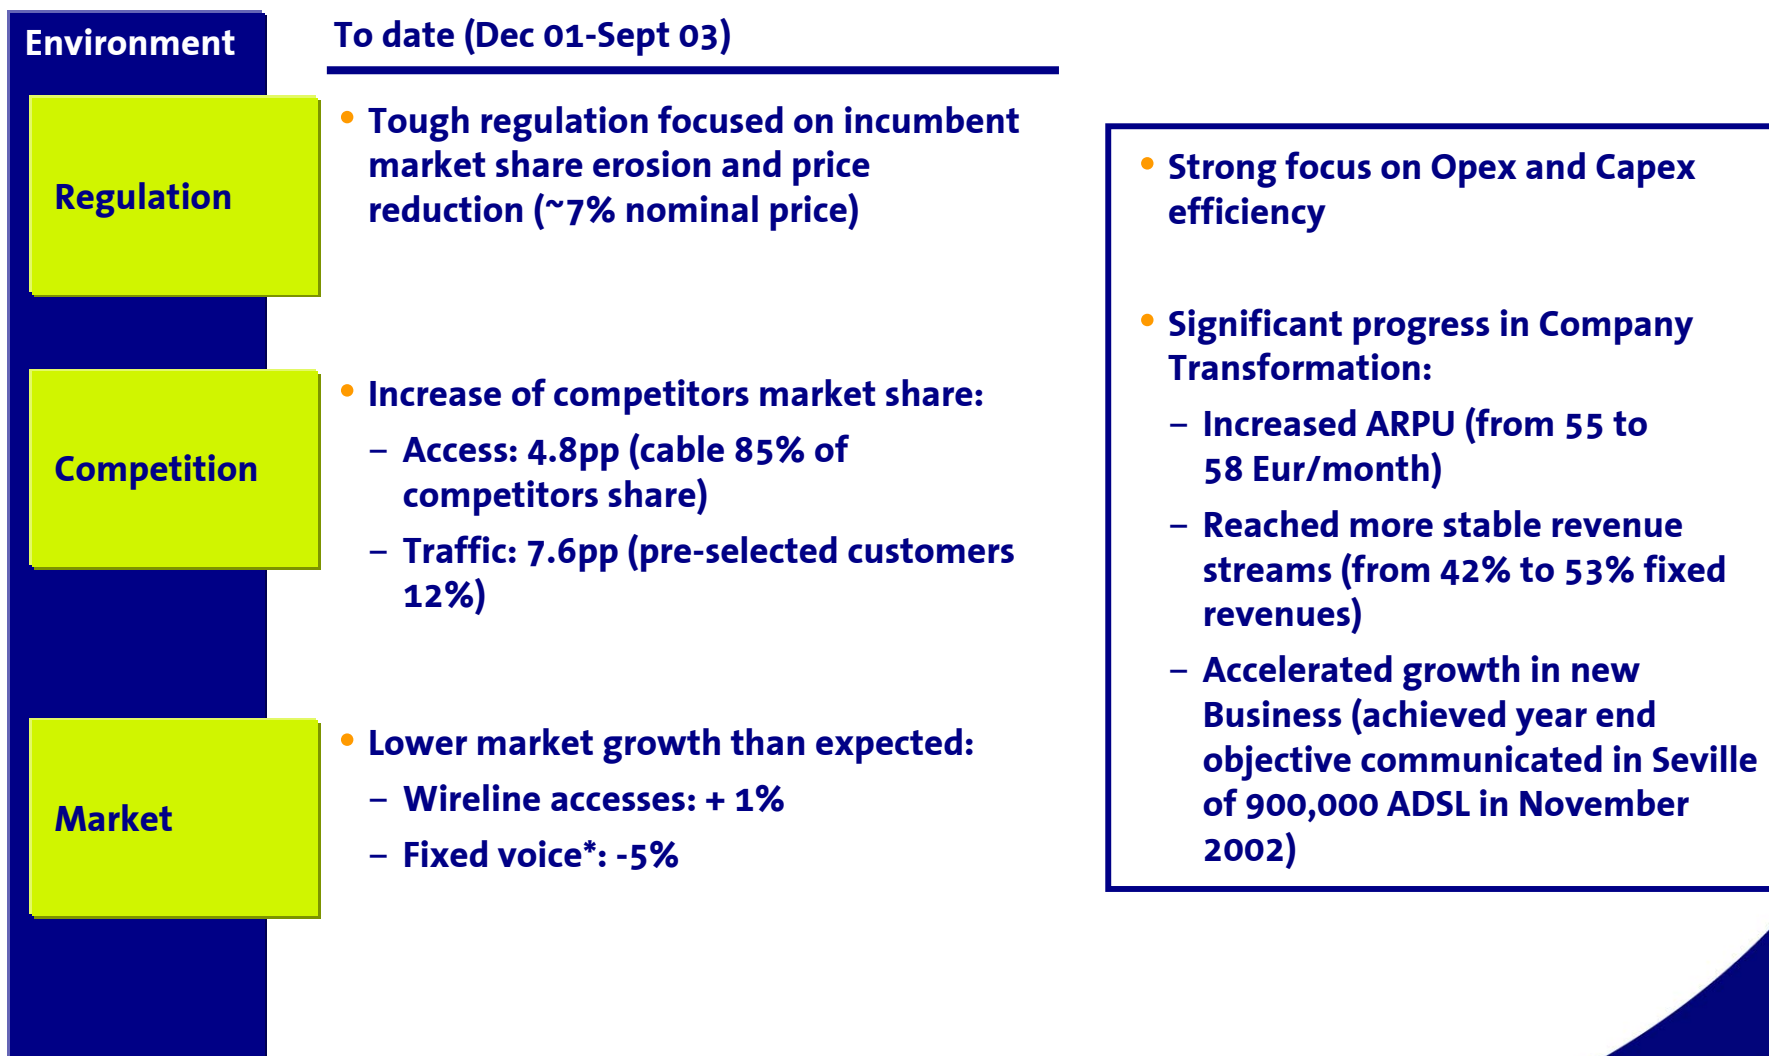 Environment
To date (Dec 01-Sept 03)
Regulation
• Tough regulation focused on incumbent
market share erosion and price
reduction (~7% nominal price)
Competition
• Increase of competitors market share:
– Access: 4.8pp (cable 85% of
competitors share)
– Traffic: 7.6pp (pre-selected customers
12%)
Market
• Lower market growth than expected:
– Wireline accesses: + 1%
– Fixed voice*: -5%
• Strong focus on Opex and Capex
efficiency
• Significant progress in Company
Transformation:
– Increased ARPU (from 55 to
58 Eur/month)
– Reached more stable revenue
streams (from 42% to 53% fixed
revenues)
– Accelerated growth in new
Business (achieved year end
objective communicated in Seville
of 900,000 ADSL in November
2002)